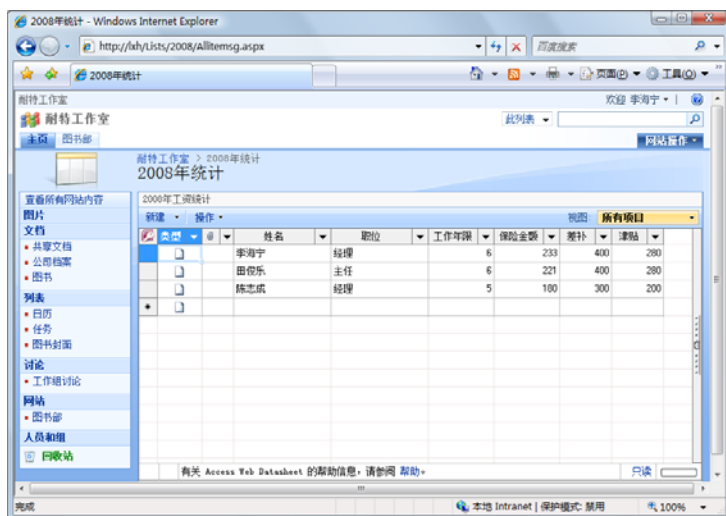 2008年统计 - Windows Internet Explorer
http://lxh/Lists/2008/Allitemsg.aspx
百度搜索
2008年统计
页面(P)
工具(O)
耐特工作室
欢迎 李海宁
耐特工作室
此列表
主页 图书部
网站操作
耐特工作室 > 2008年统计
2008年统计
查看所有网站内容
图片
文档
共享文档
公司档案
图书
列表
日历
任务
图书封面
讨论
工作组讨论
网站
图书部
人员和组
回收站
2008年工资统计
新建 操作
视图: 所有项目
类型 姓名 职位 工作年限 保险金额 差补 津贴
李海宁 经理 6 233 400 280
田俊乐 主任 6 221 400 280
陈志成 经理 5 180 300 200
有关 Access Web Datasheet 的帮助信息，请参阅 帮助。
只读
完成
本地 Intranet | 保护模式: 禁用
100%